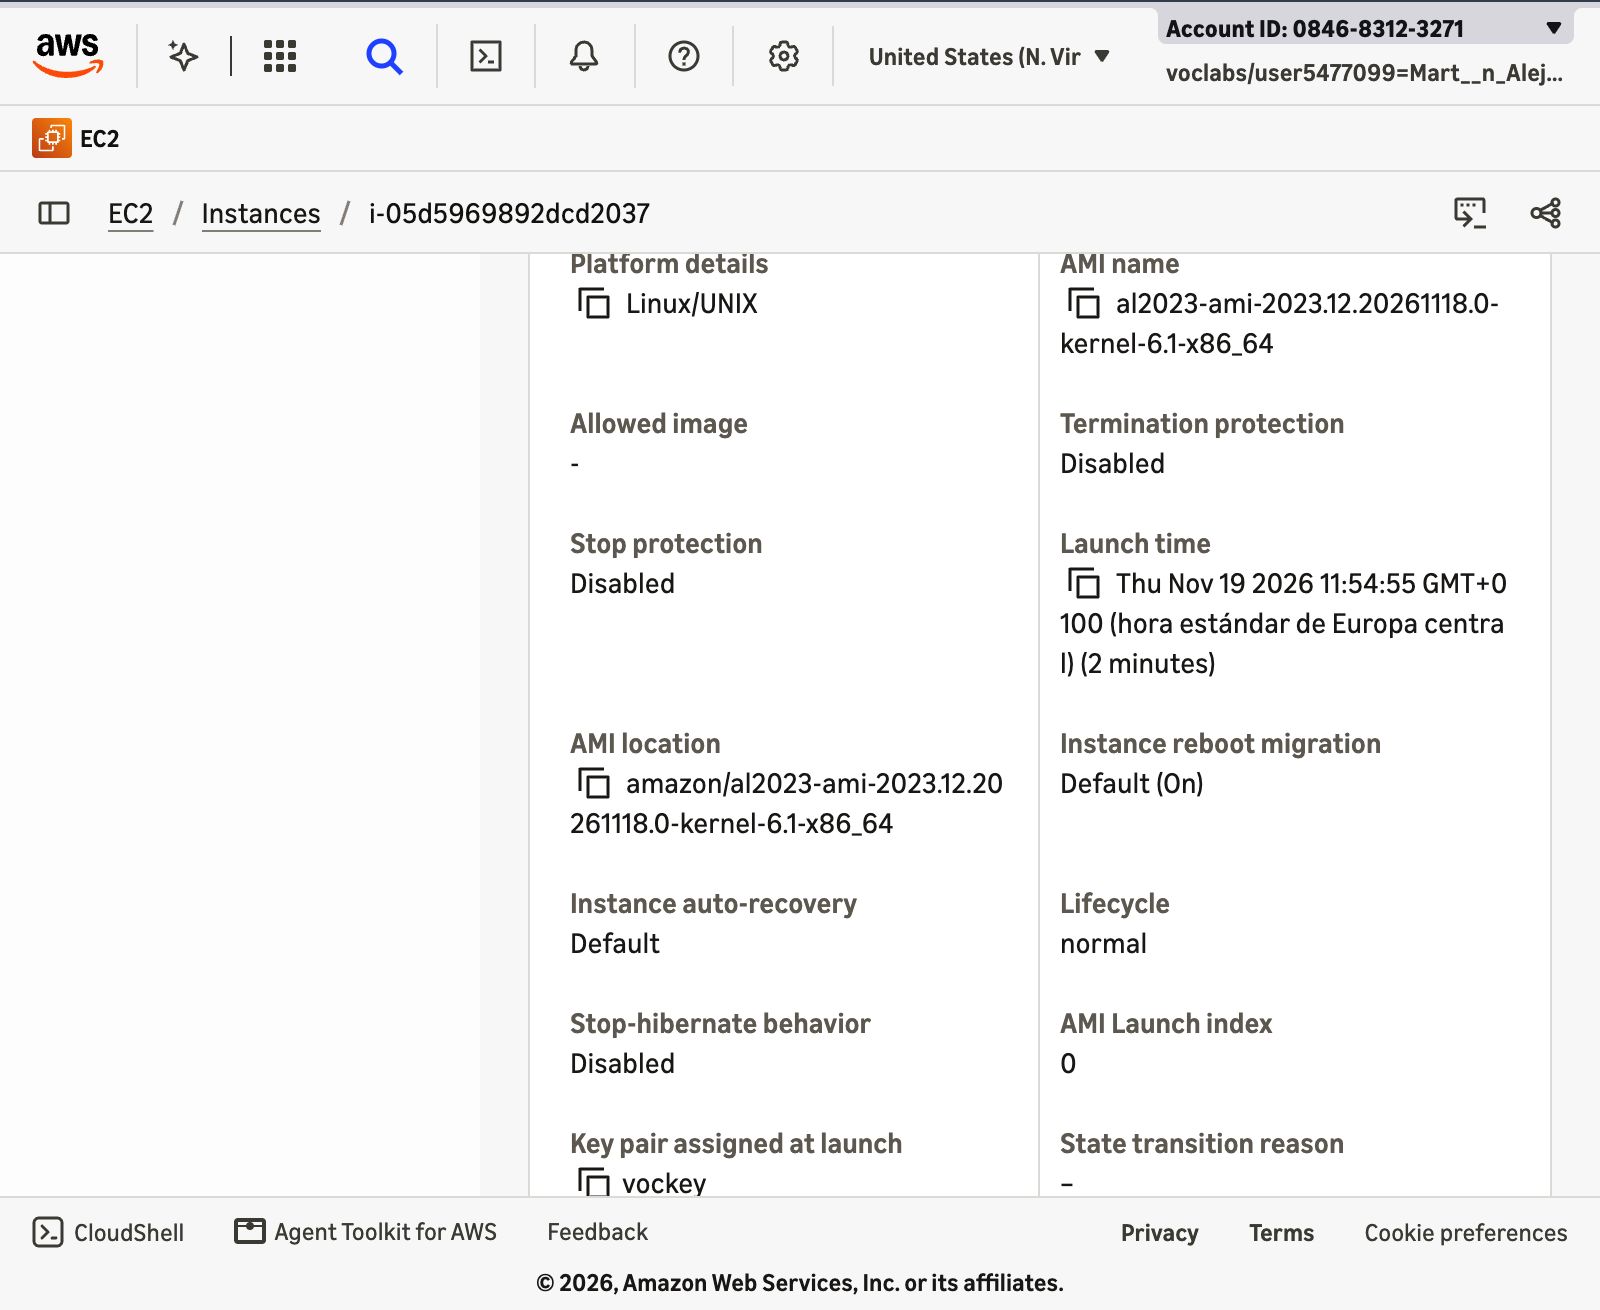 aws
United States (N. Vir
Account ID: 0846-8312-3271
voclabs/user5477099=Mart__n_Alej...
EC2
EC2 / Instances / i-05d5969892dcd2037
Platform details
Linux/UNIX
AMI name
al2023-ami-2023.12.20261118.0-
kernel-6.1-x86_64
Allowed image
-
Termination protection
Disabled
Stop protection
Disabled
Launch time
Thu Nov 19 2026 11:54:55 GMT+0
100 (hora estándar de Europa centra
l) (2 minutes)
AMI location
amazon/al2023-ami-2023.12.20
261118.0-kernel-6.1-x86_64
Instance reboot migration
Default (On)
Instance auto-recovery
Default
Lifecycle
normal
Stop-hibernate behavior
Disabled
AMI Launch index
0
Key pair assigned at launch
vockey
State transition reason
–
CloudShell
Agent Toolkit for AWS
Feedback
Privacy
Terms
Cookie preferences
© 2026, Amazon Web Services, Inc. or its affiliates.